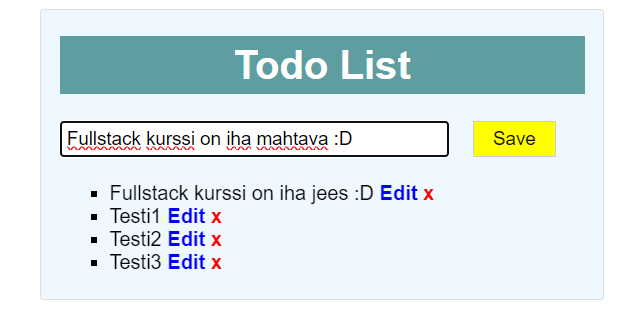 Todo List
Fullstack kurssi on iha mahtava :D Save
Fullstack kurssi on iha jees :D Edit x
Testi1 Edit x
Testi2 Edit x
Testi3 Edit x